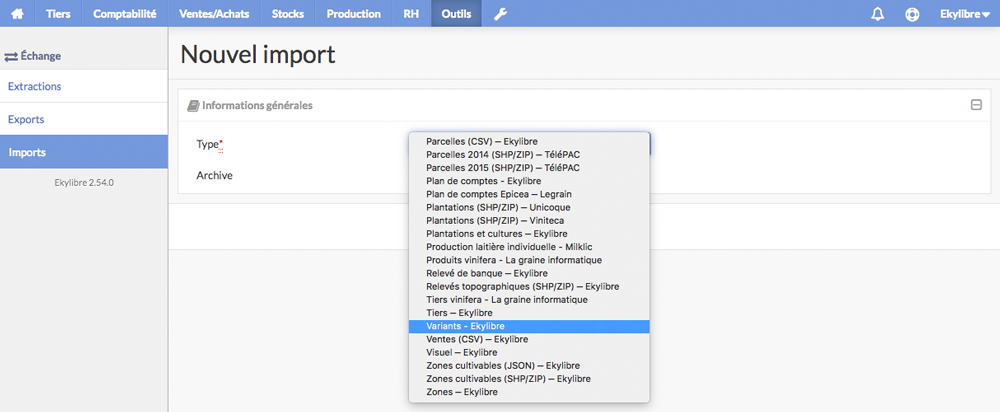 Tiers Comptabilité Ventes/Achats Stocks Production RH Outils Ekylibre
Échange
Extractions
Exports
Imports
Ekylibre 2.54.0
Nouvel import
Informations générales
Type*
Archive
Parcelles (CSV) — Ekylibre
Parcelles 2014 (SHP/ZIP) — TéléPAC
Parcelles 2015 (SHP/ZIP) — TéléPAC
Plan de comptes - Ekylibre
Plan de comptes Epicea — Legrain
Plantations (SHP/ZIP) — Unicoque
Plantations (SHP/ZIP) — Viniteca
Plantations et cultures — Ekylibre
Production laitière individuelle - Milklic
Produits vinifera - La graine informatique
Relevé de banque — Ekylibre
Relevés topographiques (SHP/ZIP) — Ekylibre
Tiers vinifera - La graine informatique
Tiers — Ekylibre
Variants - Ekylibre
Ventes (CSV) — Ekylibre
Visuel — Ekylibre
Zones cultivables (JSON) — Ekylibre
Zones cultivables (SHP/ZIP) — Ekylibre
Zones — Ekylibre